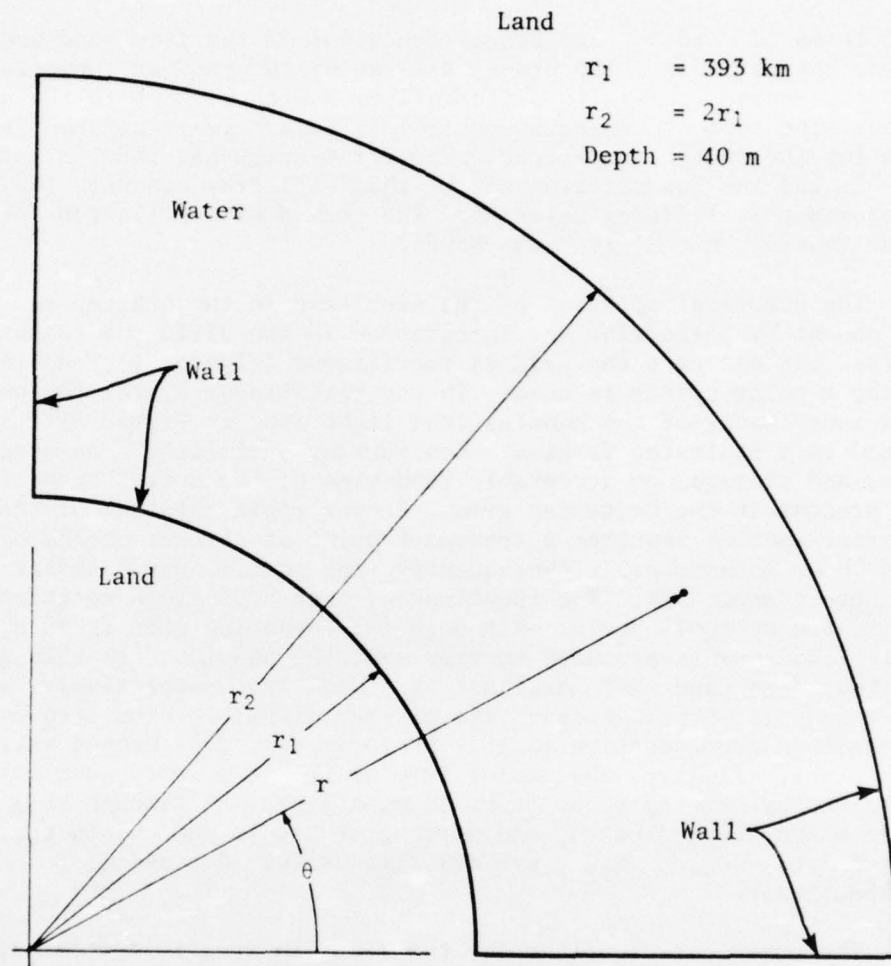 Land
r₁ = 393 km
r₂ = 2r₁
Depth = 40 m
Water
Wall
Land
r₂
r₁
r
θ
Wall